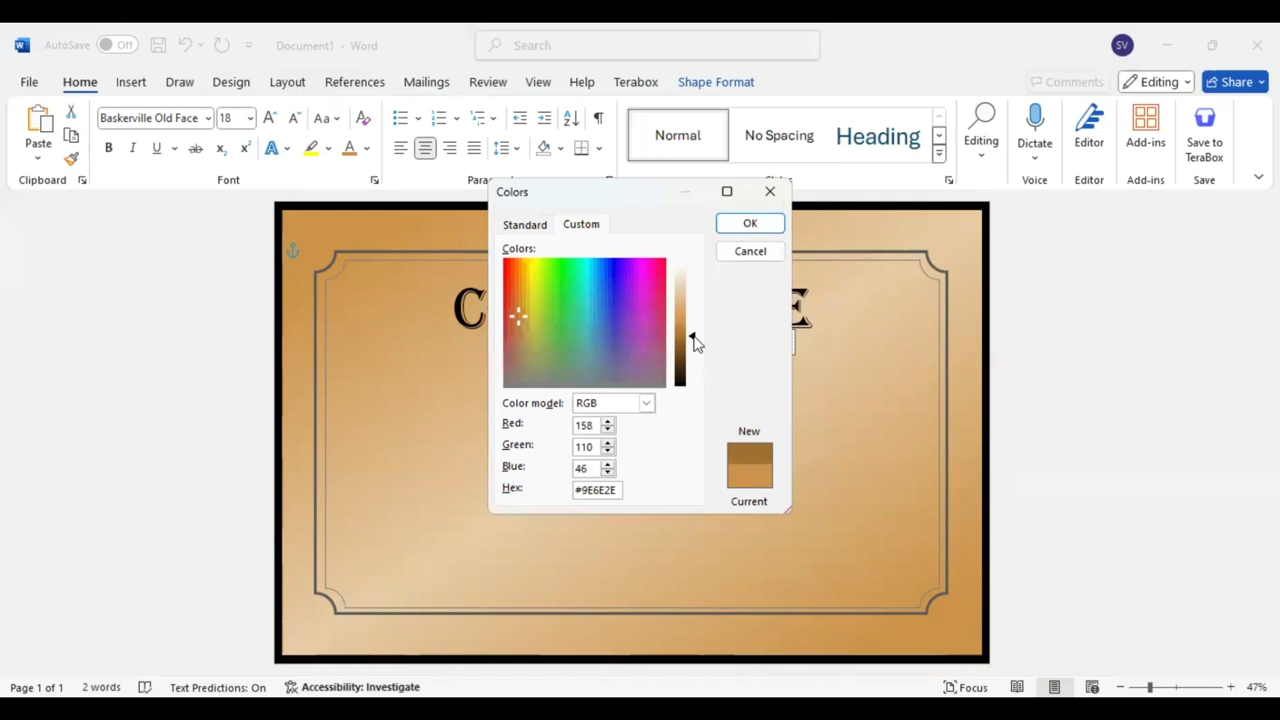 AutoSave Off Document1 - Word Search SV
File Home Insert Draw Design Layout References Mailings Review View Help Terabox Shape Format Comments Editing Share
Baskerville Old Face 18 Aa
Paste B I U ab x₂ x² A A Normal No Spacing Heading Editing Dictate Editor Add-ins Save to TeraBox
Clipboard Font Voice Editor Add-ins Save
Colors
Standard Custom OK
Colors: Cancel
C E
Color model: RGB
Red: 158
Green: 110
Blue: 46
Hex: #9E6E2E
New
Current
Page 1 of 1 2 words Text Predictions: On Accessibility: Investigate Focus 47%